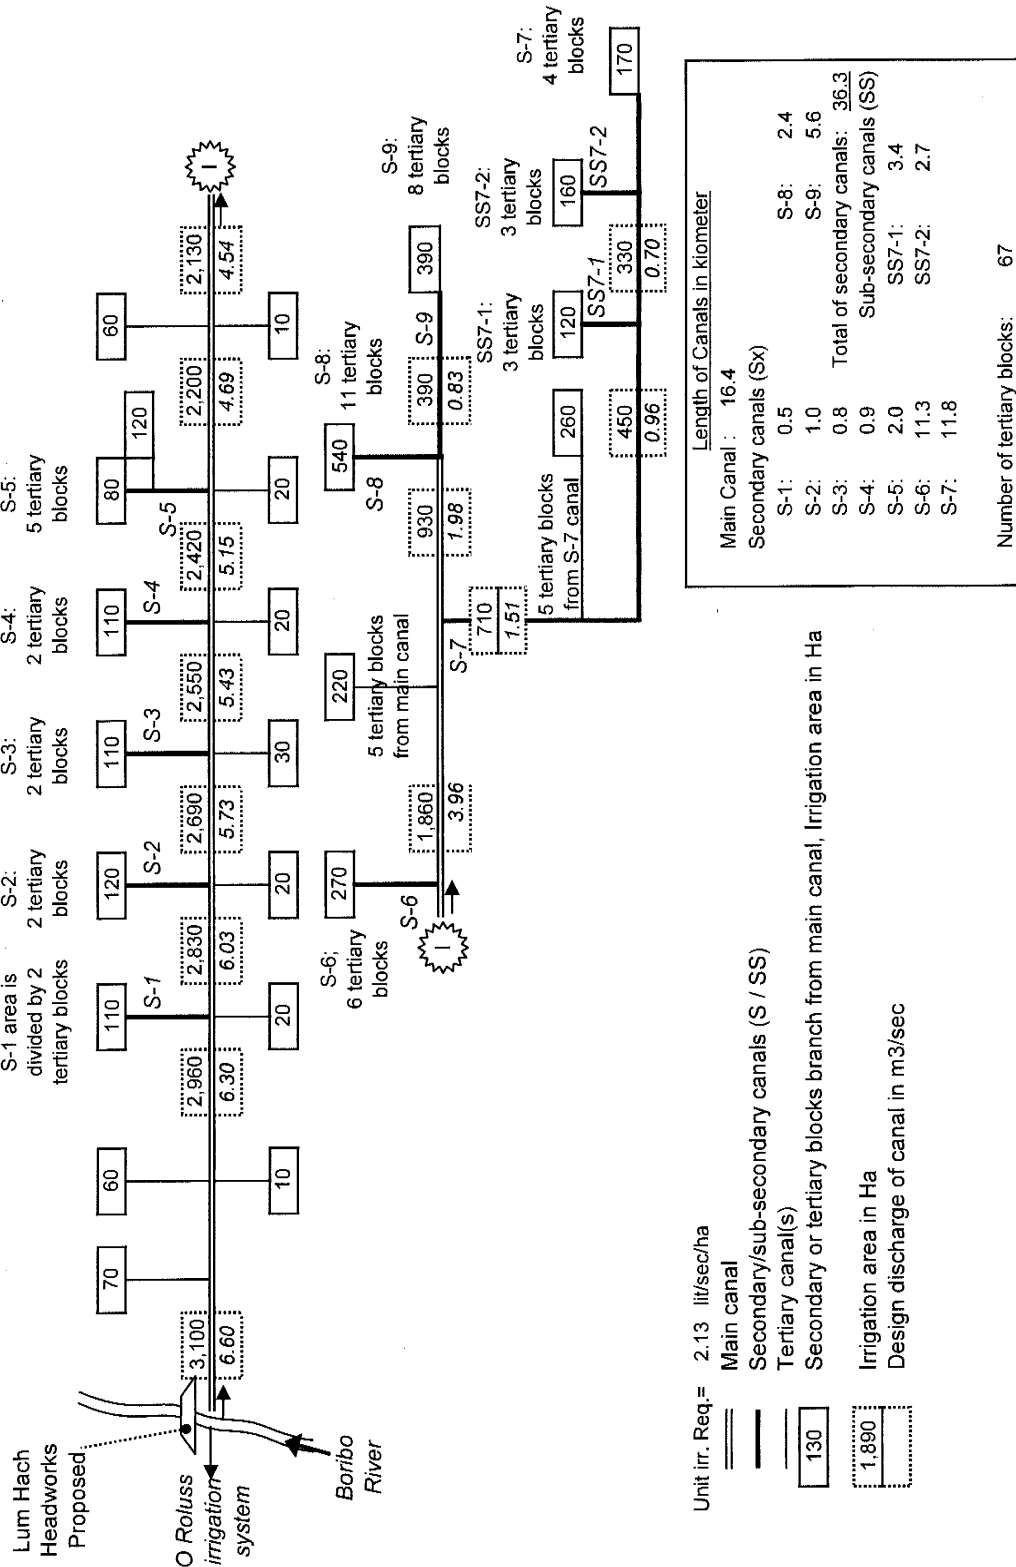 S-1 area is
divided by 2
tertiary blocks
S-2:
2 tertiary
blocks
S-3:
2 tertiary
blocks
S-4:
2 tertiary
blocks
S-5:
5 tertiary
blocks
70
60
110
120
110
110
80
120
60
S-1
S-2
S-3
S-4
S-5
Lum Hach
Headworks
Proposed
3,100
6.60
2,960
6.30
2,830
6.03
2,690
5.73
2,550
5.43
2,420
5.15
2,200
4.69
2,130
4.54
I
10
20
20
30
20
20
10
O Roluss
irrigation
system
Boribo
River
S-6;
6 tertiary
blocks
270
S-6
I
1,860
3.96
220
5 tertiary blocks
from main canal
930
1.98
S-8:
11 tertiary
blocks
540
S-8
390
0.83
S-9
S-9:
8 tertiary
blocks
390
S-7
710
1.51
5 tertiary blocks
from S-7 canal
260
SS7-1:
3 tertiary
blocks
120
SS7-1
SS7-2:
3 tertiary
blocks
160
SS7-2
S-7:
4 tertiary
blocks
170
450
0.96
330
0.70
Unit irr. Req.= 2.13 lit/sec/ha
Main canal
Secondary/sub-secondary canals (S / SS)
Tertiary canal(s)
130 Secondary or tertiary blocks branch from main canal, Irrigation area in Ha
1,890 Irrigation area in Ha
Design discharge of canal in m3/sec
Length of Canals in kiometer
Main Canal : 16.4
Secondary canals (Sx)
S-1: 0.5 S-8: 2.4
S-2: 1.0 S-9: 5.6
S-3: 0.8 Total of secondary canals: 36.3
S-4: 0.9 Sub-secondary canals (SS)
S-5: 2.0 SS7-1: 3.4
S-6: 11.3 SS7-2: 2.7
S-7: 11.8
Number of tertiary blocks: 67